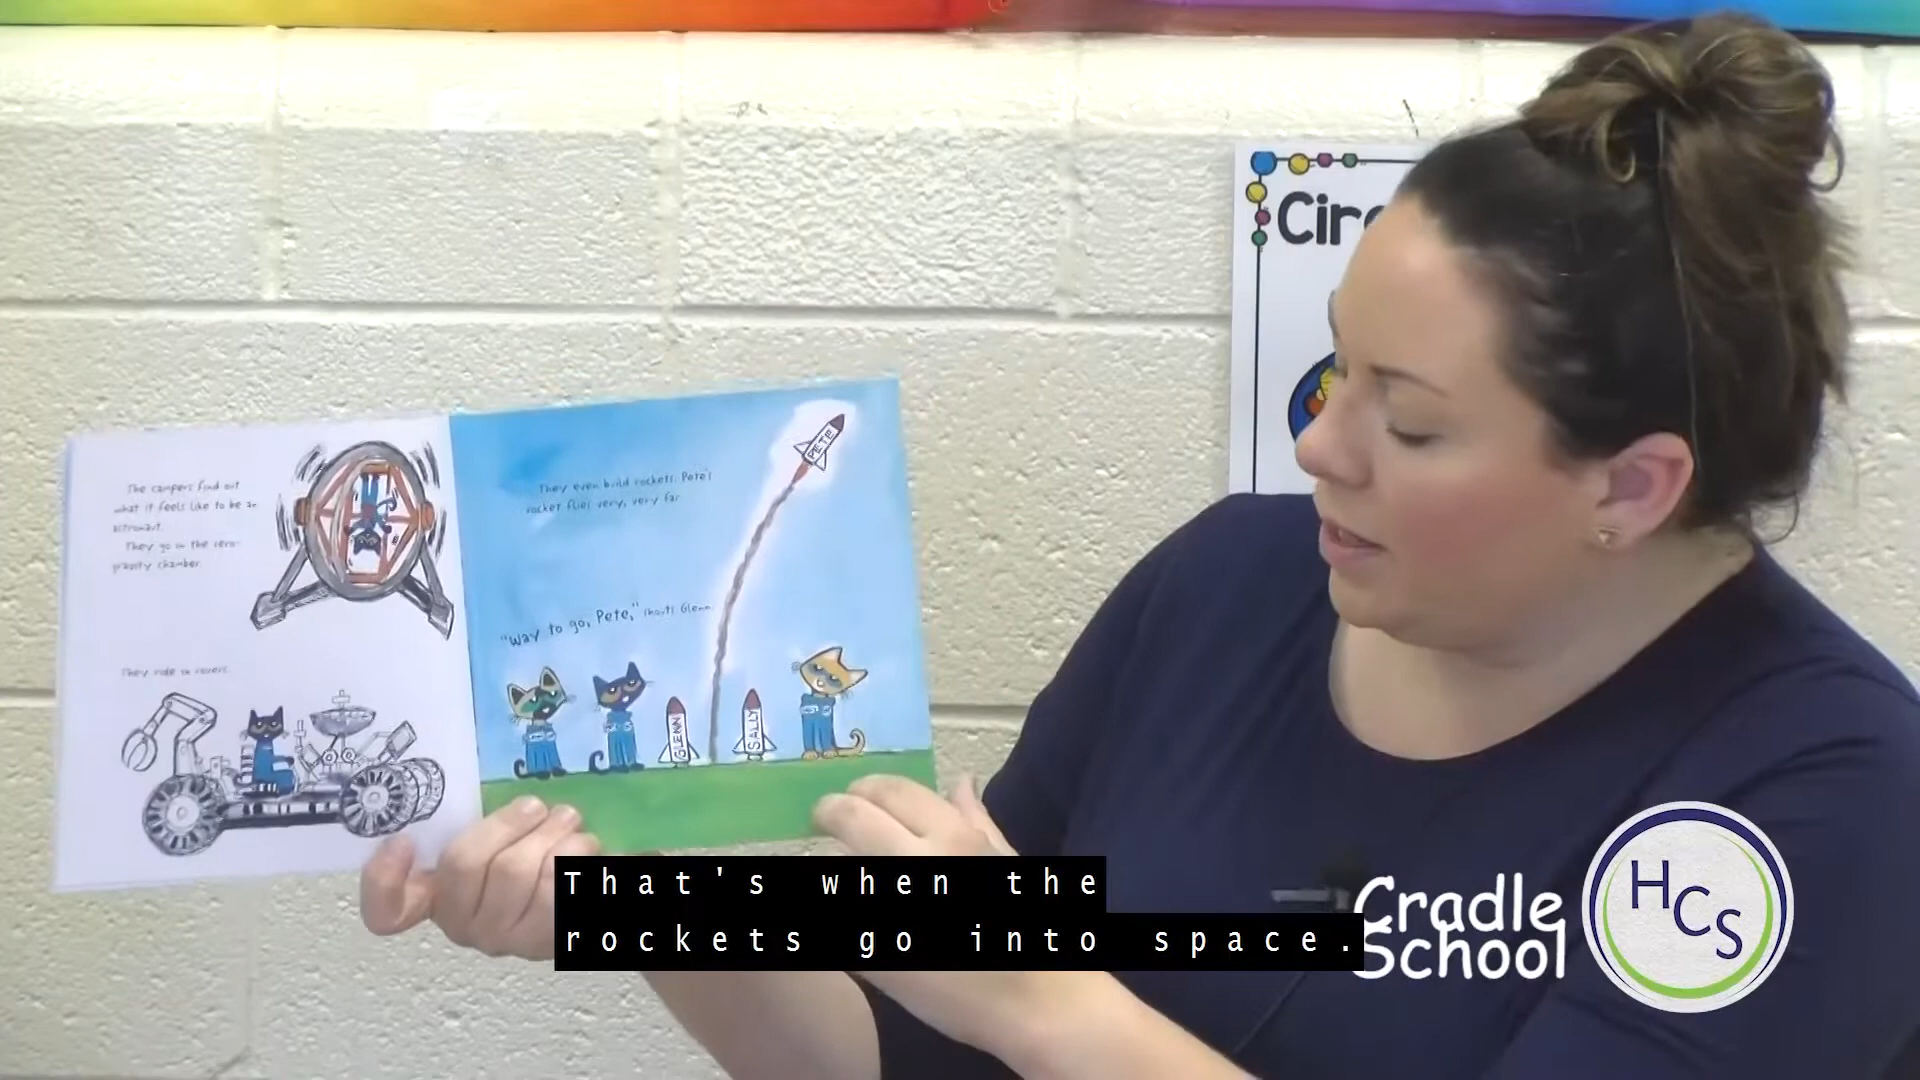 Circ
The campers find out
what it feels like to be an
astronaut.
They go in the zero-
gravity chamber.
They ride in rovers.
They even build rockets. Pete's
rocket flies very, very far.
"Way to go, Pete," shouts Glenn.
PETE
GLENN
SALLY
That's when the
rockets go into space.
Cradle
School
HCS